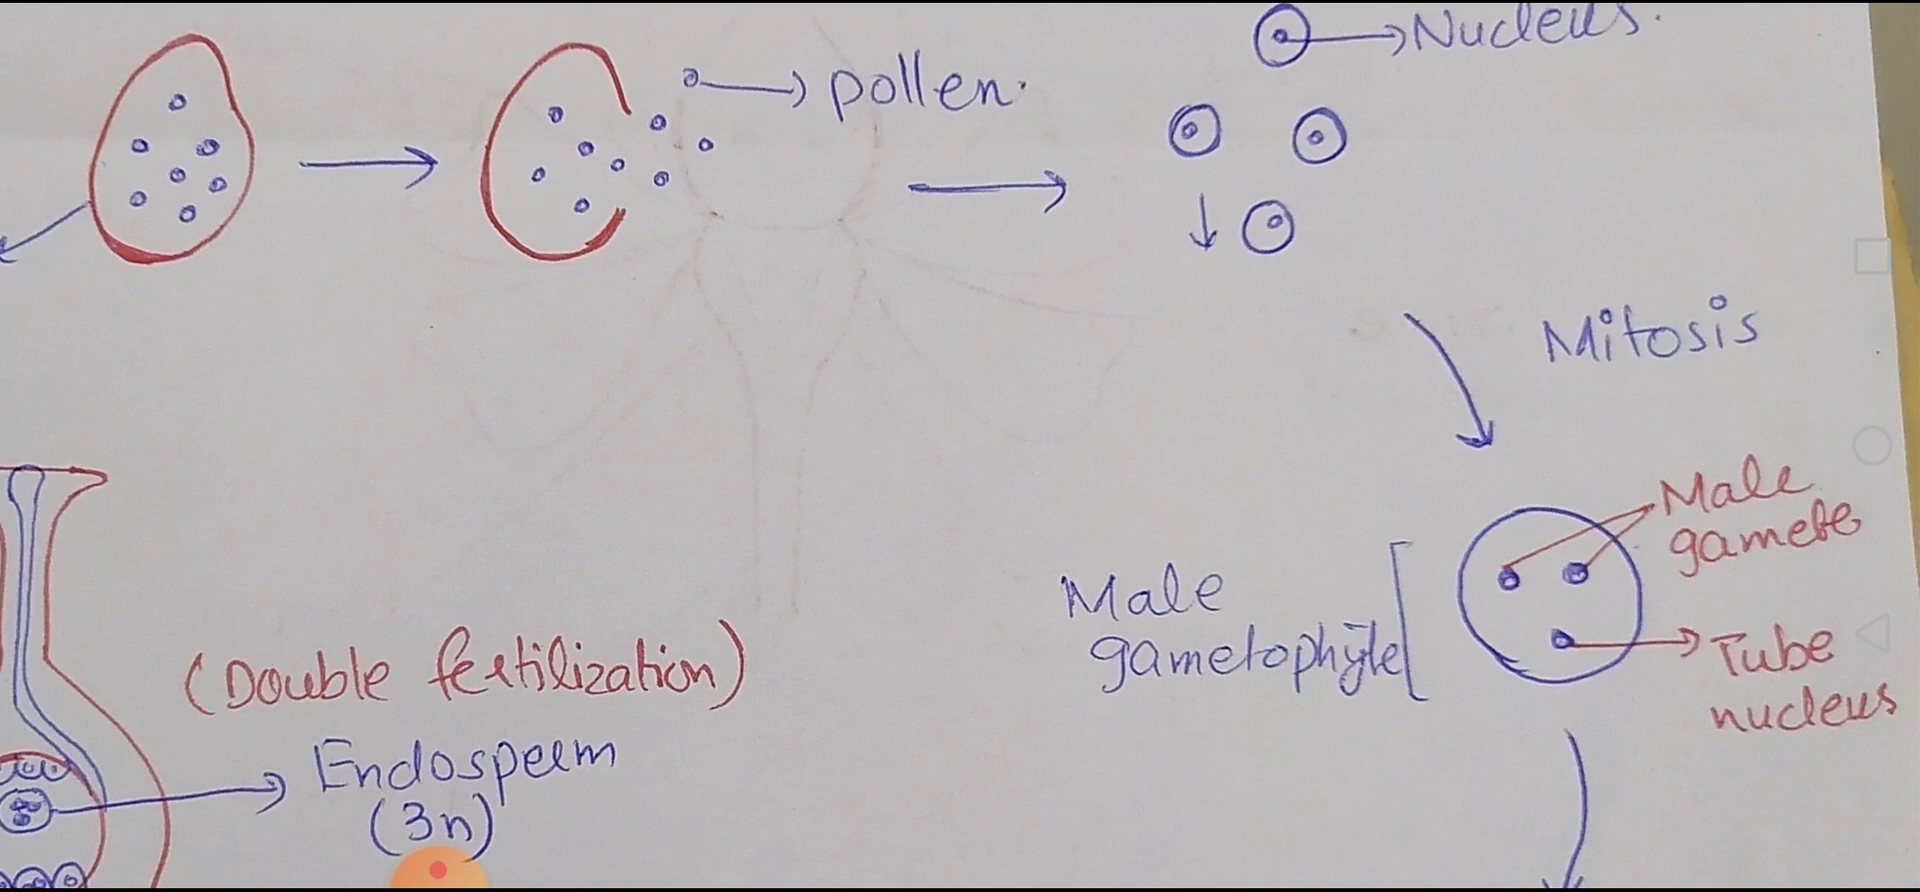 Nucleus.
pollen.
Mitosis
Male
gamete
Male
gametophyte
Tube
nucleus
(Double fertilization)
Endosperm
(3n)